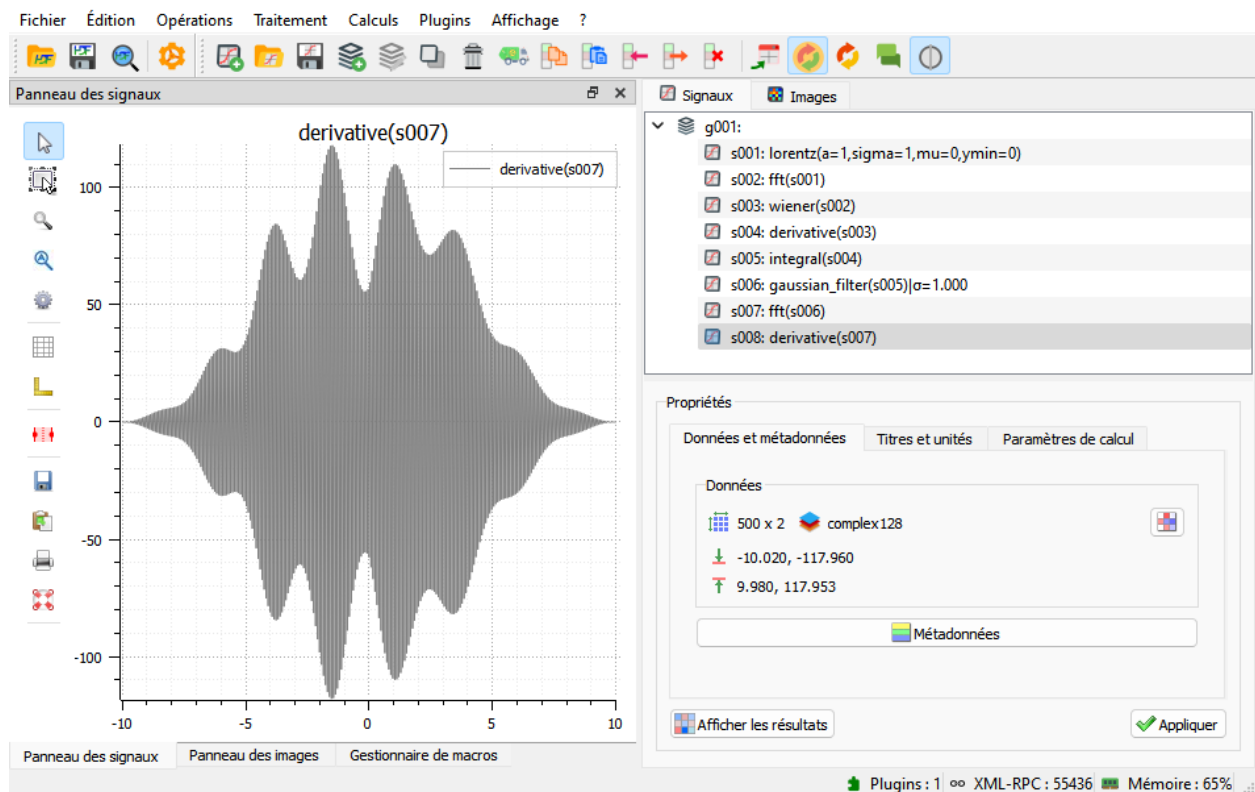 Fichier Édition Opérations Traitement Calculs Plugins Affichage ?
Panneau des signaux
derivative(s007)
derivative(s007)
100
50
0
-50
-100
-10 -5 0 5 10
Panneau des signaux Panneau des images Gestionnaire de macros
Signaux Images
g001:
s001: lorentz(a=1,sigma=1,mu=0,ymin=0)
s002: fft(s001)
s003: wiener(s002)
s004: derivative(s003)
s005: integral(s004)
s006: gaussian_filter(s005)|σ=1.000
s007: fft(s006)
s008: derivative(s007)
Propriétés
Données et métadonnées Titres et unités Paramètres de calcul
Données
500 x 2 complex128
-10.020, -117.960
9.980, 117.953
Métadonnées
Afficher les résultats Appliquer
Plugins : 1 XML-RPC : 55436 Mémoire : 65%